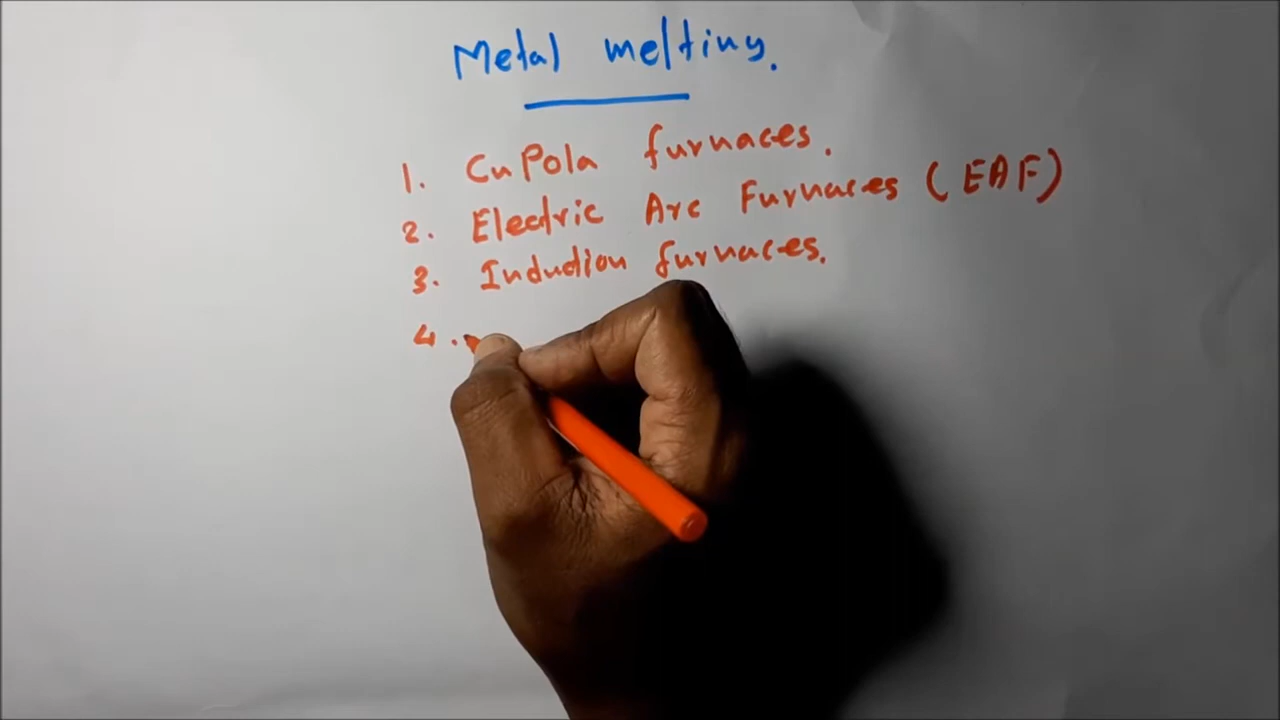 Metal melting.
1. Cupola furnaces.
2. Electric Arc Furnaces (EAF)
3. Induction furnaces.
4.